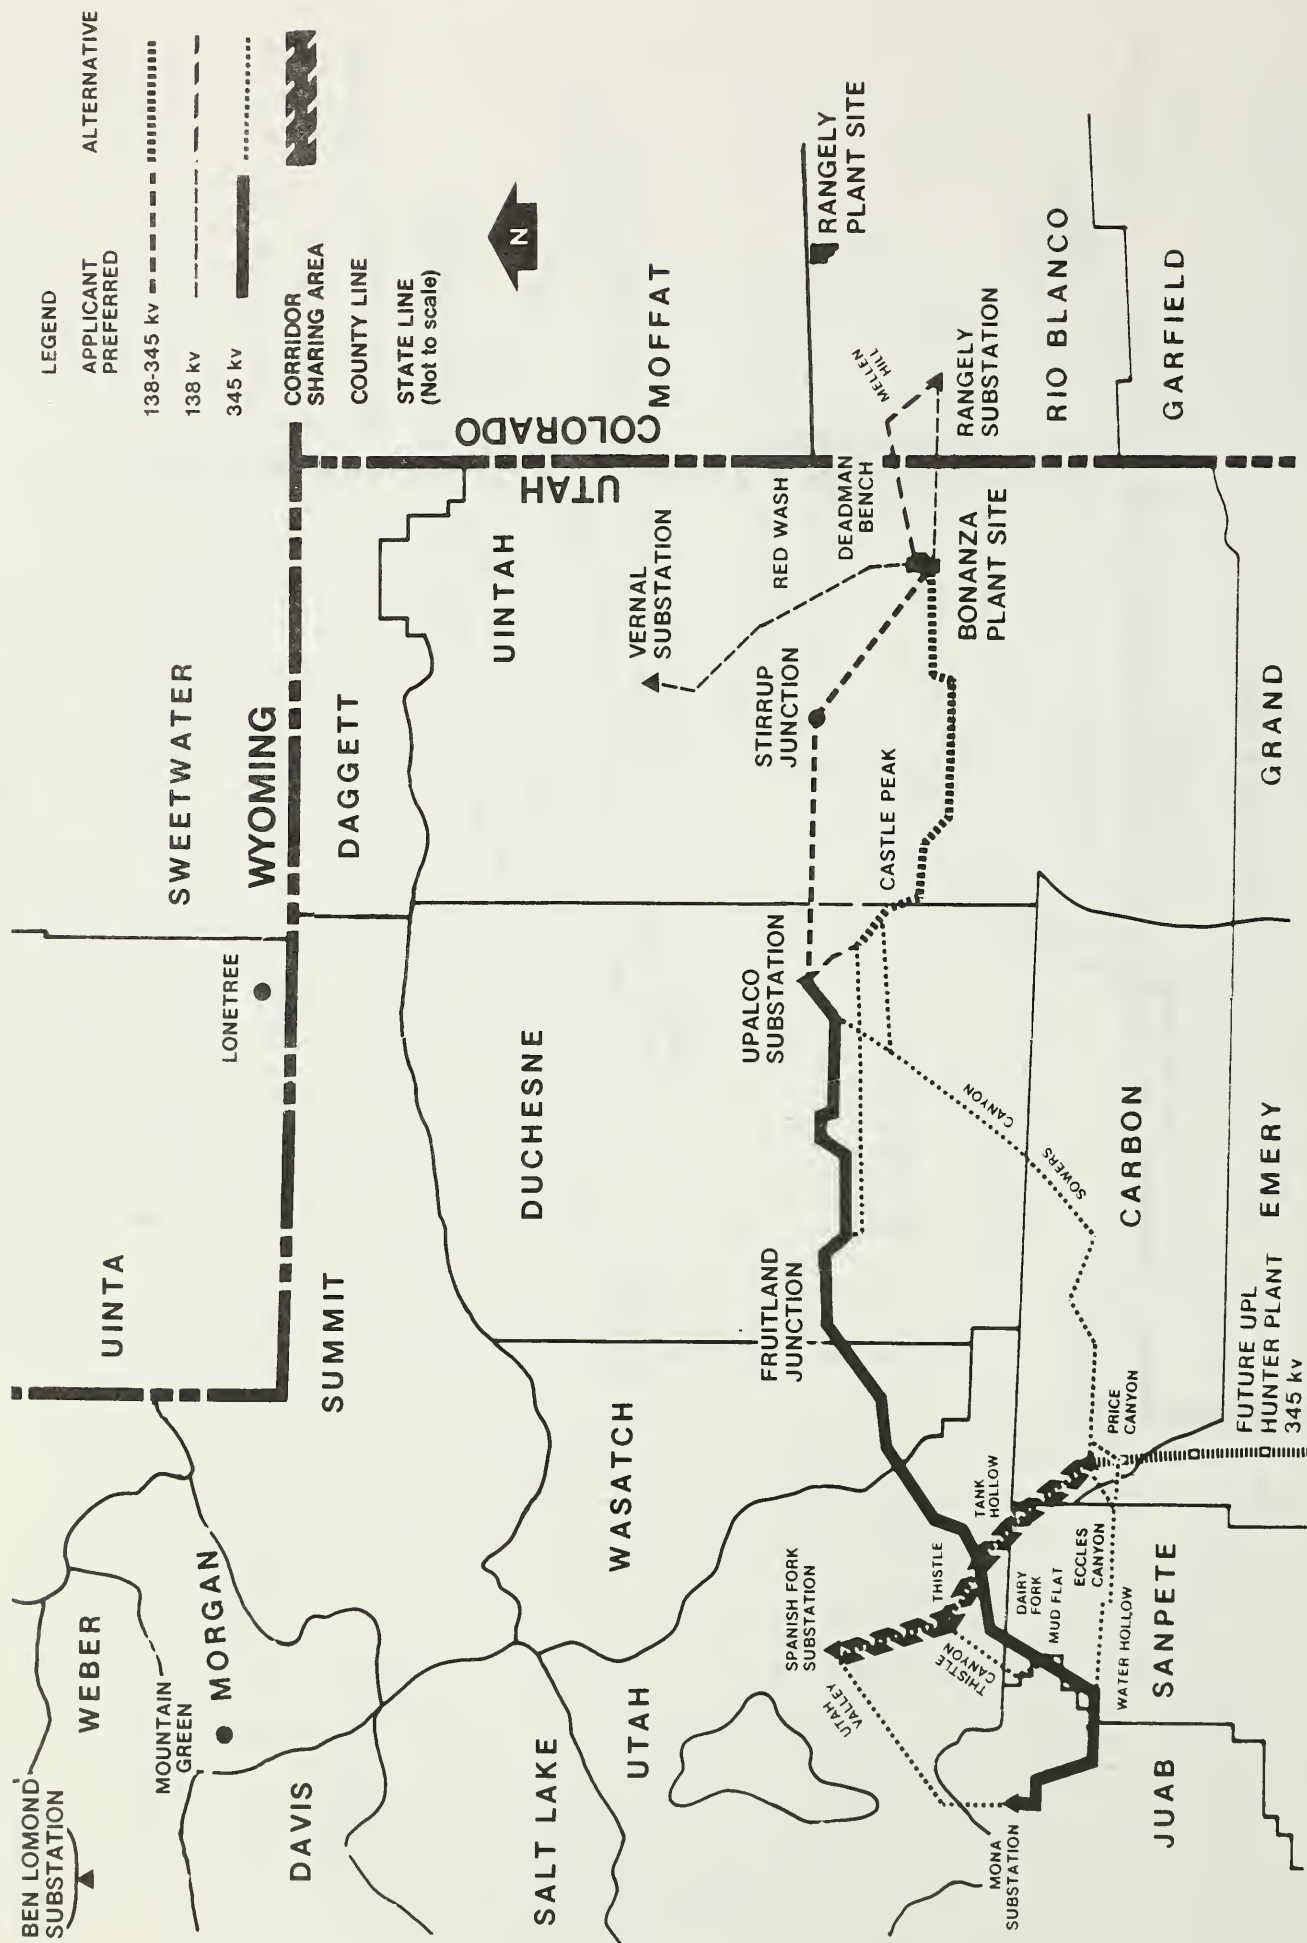 LEGEND
APPLICANT
PREFERRED
ALTERNATIVE
138-345 kv
138 kv
345 kv
CORRIDOR
SHARING AREA
COUNTY LINE
STATE LINE
(Not to scale)
N
SWEETWATER
WYOMING
UINTA
LONETREE
SUMMIT
DAGGETT
UINTAH
UTAH
COLORADO
MOFFAT
VERNAL
SUBSTATION
RED WASH
DEADMAN
BENCH
RANGELY
PLANT SITE
MELLEN
HILL
RANGELY
SUBSTATION
BONANZA
PLANT SITE
RIO BLANCO
GARFIELD
STIRRUP
JUNCTION
CASTLE PEAK
GRAND
UPALCO
SUBSTATION
DUCHESNE
SOWERS
CANYON
CARBON
EMERY
FRUITLAND
JUNCTION
FUTURE UPL
HUNTER PLANT
345 kv
PRICE
CANYON
WASATCH
TANK
HOLLOW
THISTLE
SPANISH FORK
SUBSTATION
DAIRY
FORK
MUD FLAT
ECCLES
CANYON
WATER HOLLOW
SANPETE
THISTLE
CANYON
UTAH
VALLEY
UTAH
SALT LAKE
DAVIS
MORGAN
MOUNTAIN
GREEN
WEBER
BEN LOMOND
SUBSTATION
MONA
SUBSTATION
JUAB